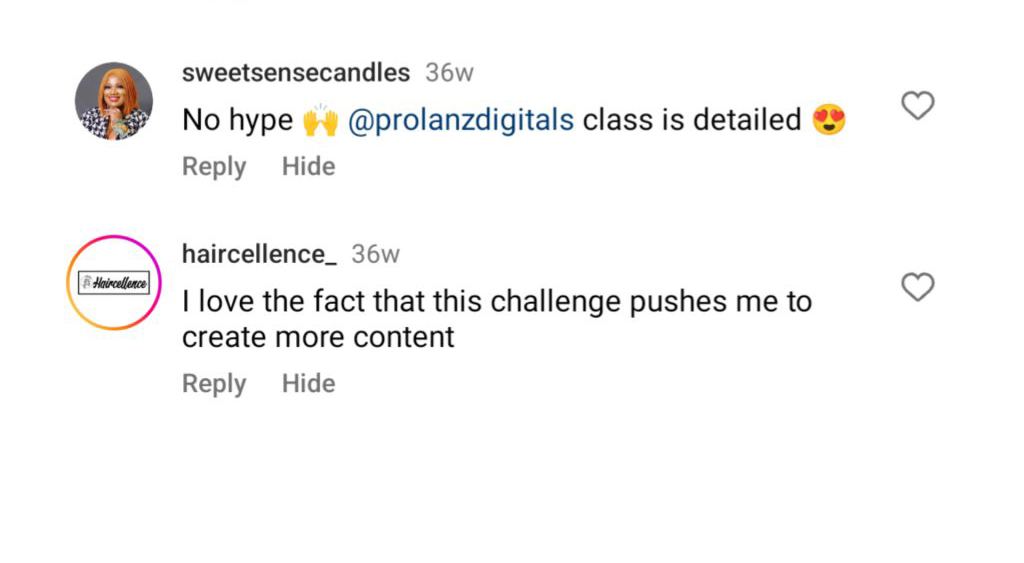 sweetsensecandles 36w
No hype 🙌 @prolanzdigitals class is detailed 😍
Reply Hide
haircellence_ 36w
Haircellence
I love the fact that this challenge pushes me to
create more content
Reply Hide